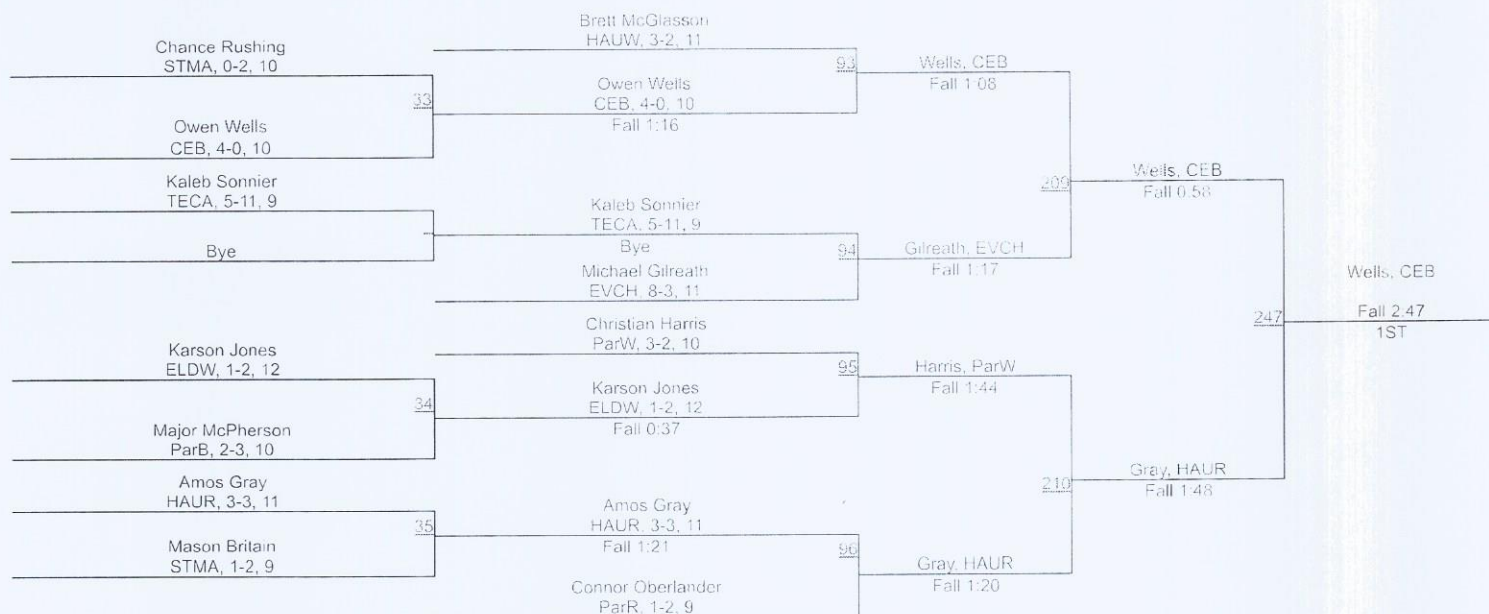 Brett McGlasson
HAUW, 3-2, 11
Chance Rushing
STMA, 0-2, 10
93
Wells, CEB
Fall 1:08
33
Owen Wells
CEB, 4-0, 10
Fall 1:16
Owen Wells
CEB, 4-0, 10
209
Wells, CEB
Fall 0:58
Kaleb Sonnier
TECA, 5-11, 9
Kaleb Sonnier
TECA, 5-11, 9
Bye
Bye
94
Gilreath, EVCH
Fall 1:17
Michael Gilreath
EVCH, 8-3, 11
247
Wells, CEB
Fall 2:47
1ST
Christian Harris
ParW, 3-2, 10
Karson Jones
ELDW, 1-2, 12
95
Harris, ParW
Fall 1:44
34
Karson Jones
ELDW, 1-2, 12
Fall 0:37
Major McPherson
ParB, 2-3, 10
210
Gray, HAUR
Fall 1:48
Amos Gray
HAUR, 3-3, 11
35
Amos Gray
HAUR, 3-3, 11
Fall 1:21
Mason Britain
STMA, 1-2, 9
96
Gray, HAUR
Fall 1:20
Connor Oberlander
ParR, 1-2, 9